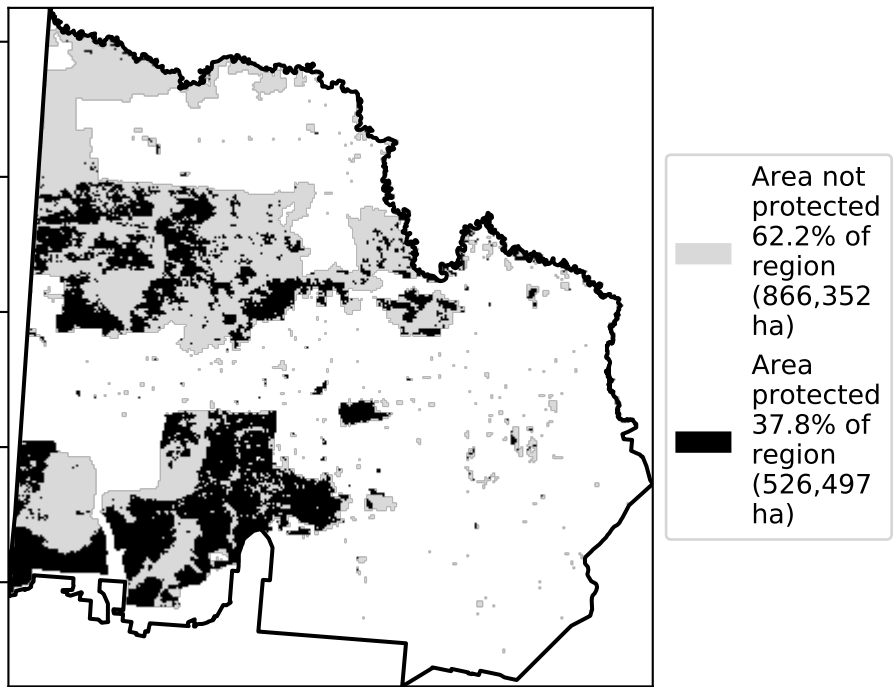 Area not
protected
62.2% of
region
(866,352
ha)
Area
protected
37.8% of
region
(526,497
ha)